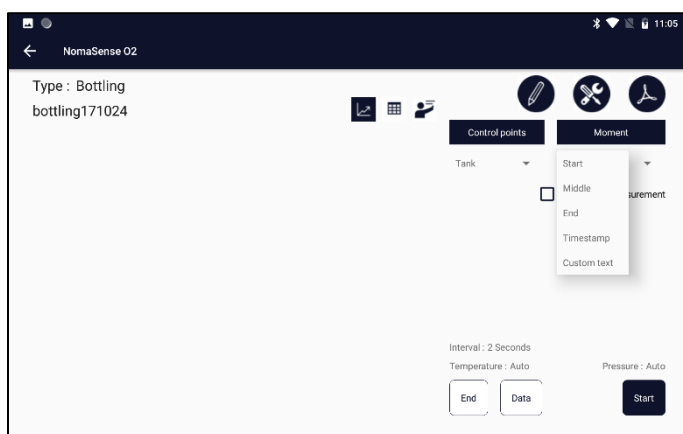 11:05
NomaSense O2
Type : Bottling
bottling171024
Control points
Moment
Tank
Start
Middle
surement
End
Timestamp
Custom text
Interval : 2 Seconds
Temperature : Auto
Pressure : Auto
End
Data
Start